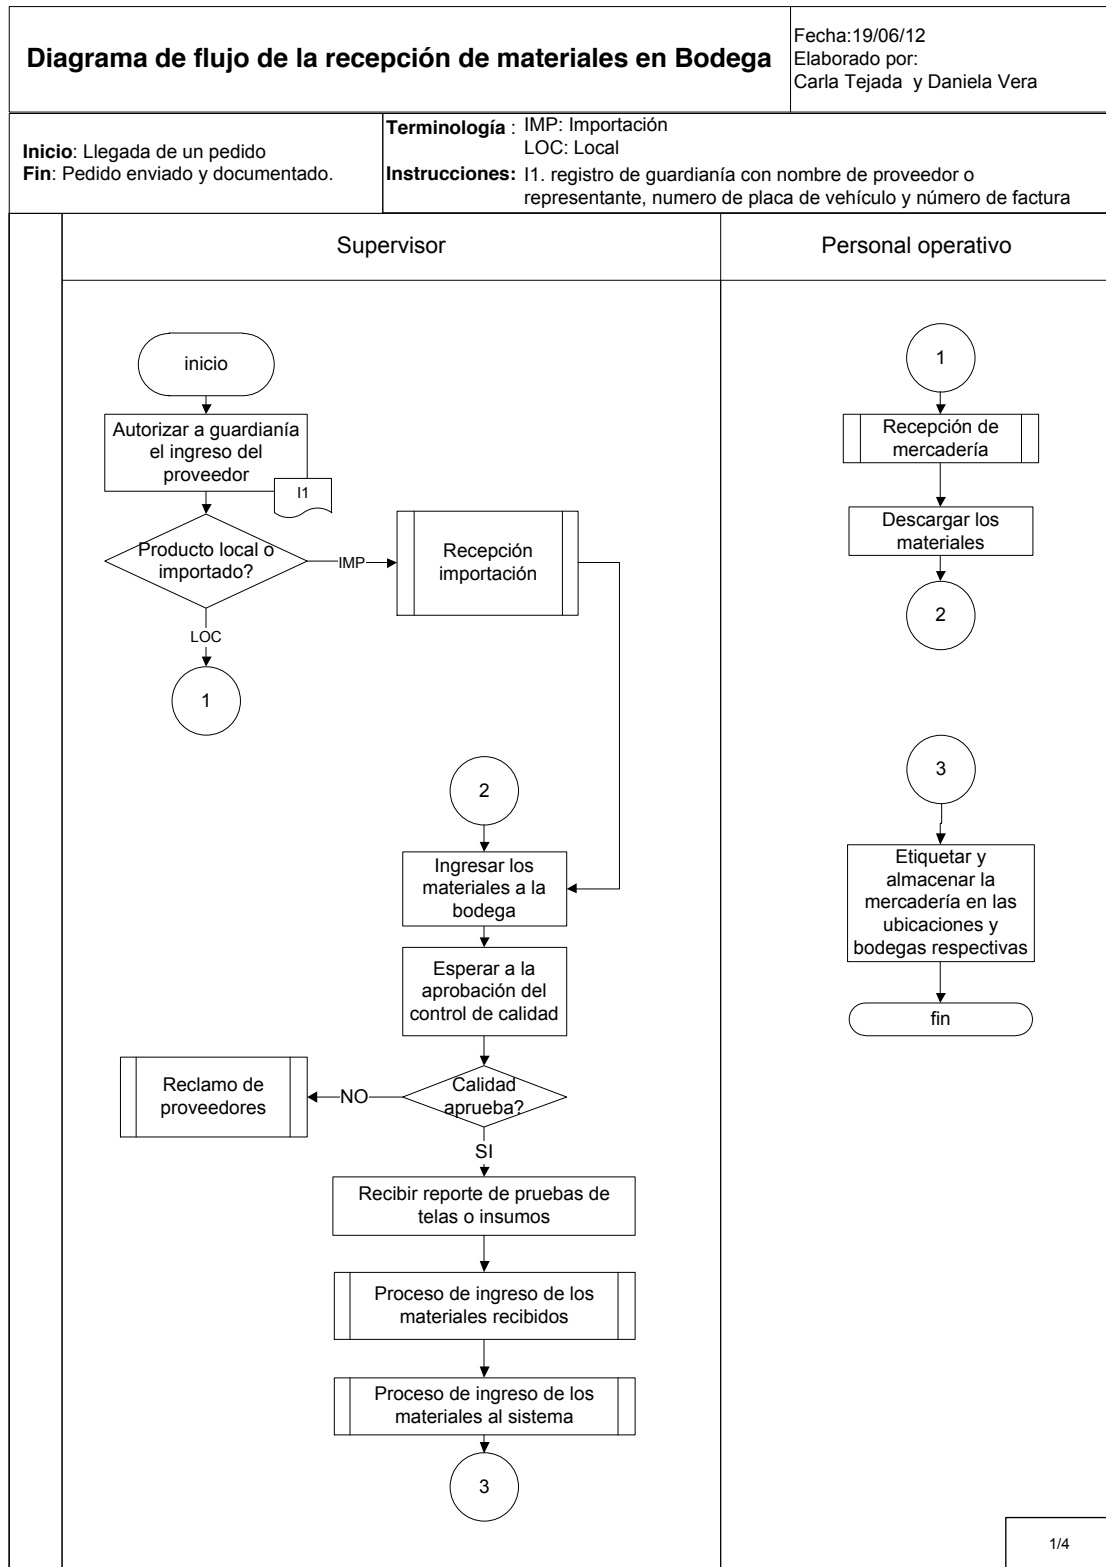 Diagrama de flujo de la recepción de materiales en Bodega
Fecha:19/06/12
Elaborado por:
Carla Tejada y Daniela Vera
Inicio: Llegada de un pedido
Fin: Pedido enviado y documentado.
Terminología : IMP: Importación
LOC: Local
Instrucciones: I1. registro de guardianía con nombre de proveedor o
representante, numero de placa de vehículo y número de factura
Supervisor
Personal operativo
inicio
Autorizar a guardianía
el ingreso del
proveedor
I1
Producto local o
importado?
IMP
Recepción
importación
LOC
1
2
Ingresar los
materiales a la
bodega
Esperar a la
aprobación del
control de calidad
Calidad
aprueba?
NO
Reclamo de
proveedores
SI
Recibir reporte de pruebas de
telas o insumos
Proceso de ingreso de los
materiales recibidos
Proceso de ingreso de los
materiales al sistema
3
1
Recepción de
mercadería
Descargar los
materiales
2
3
Etiquetar y
almacenar la
mercadería en las
ubicaciones y
bodegas respectivas
fin
1/4